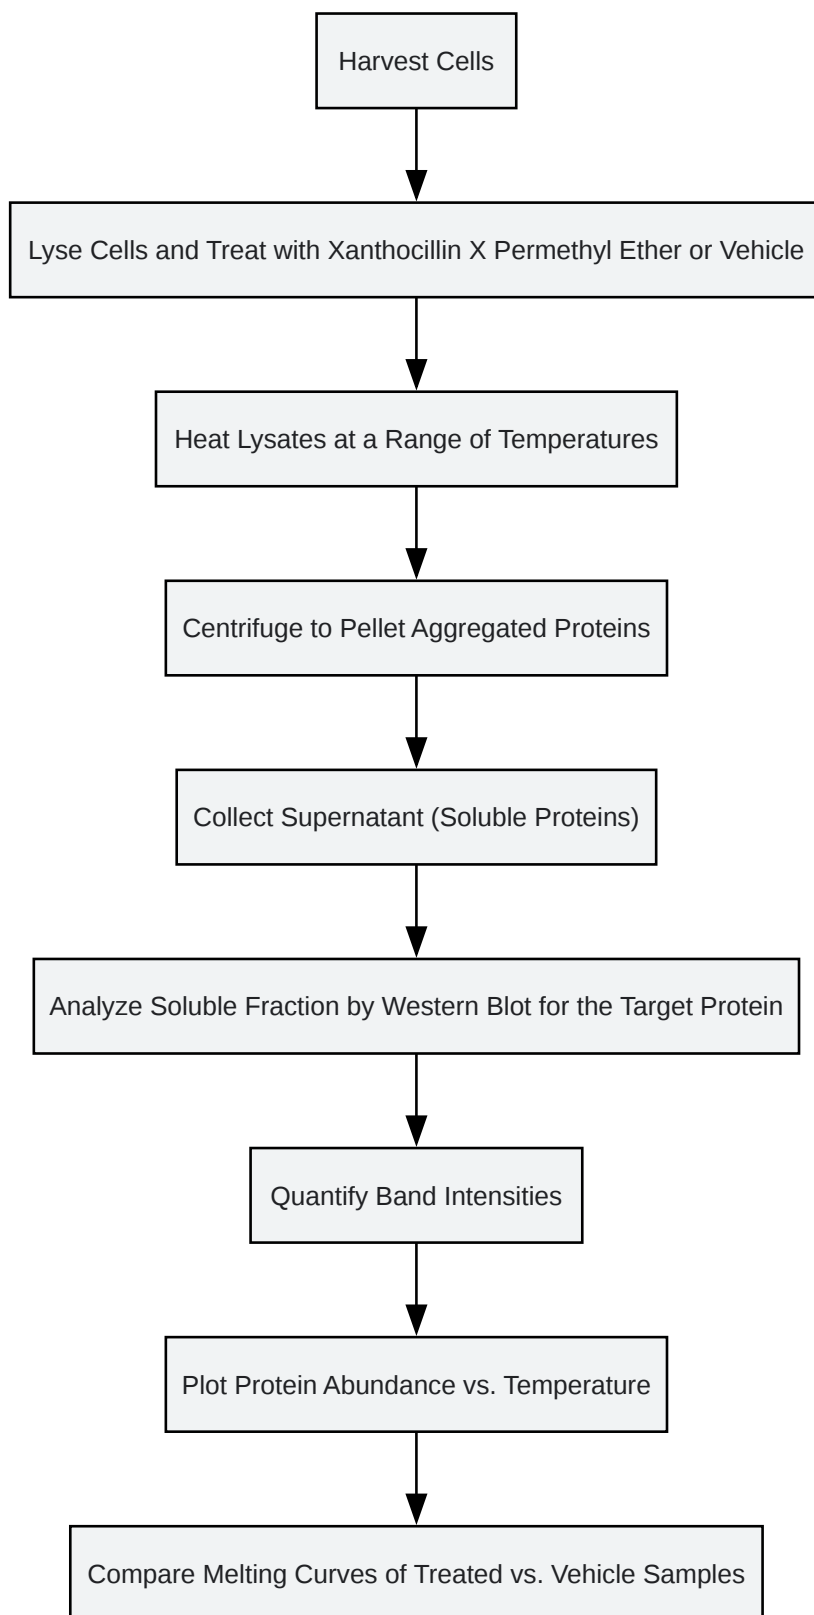 Harvest Cells
Lyse Cells and Treat with Xanthocillin X Permethyl Ether or Vehicle
Heat Lysates at a Range of Temperatures
Centrifuge to Pellet Aggregated Proteins
Collect Supernatant (Soluble Proteins)
Analyze Soluble Fraction by Western Blot for the Target Protein
Quantify Band Intensities
Plot Protein Abundance vs. Temperature
Compare Melting Curves of Treated vs. Vehicle Samples